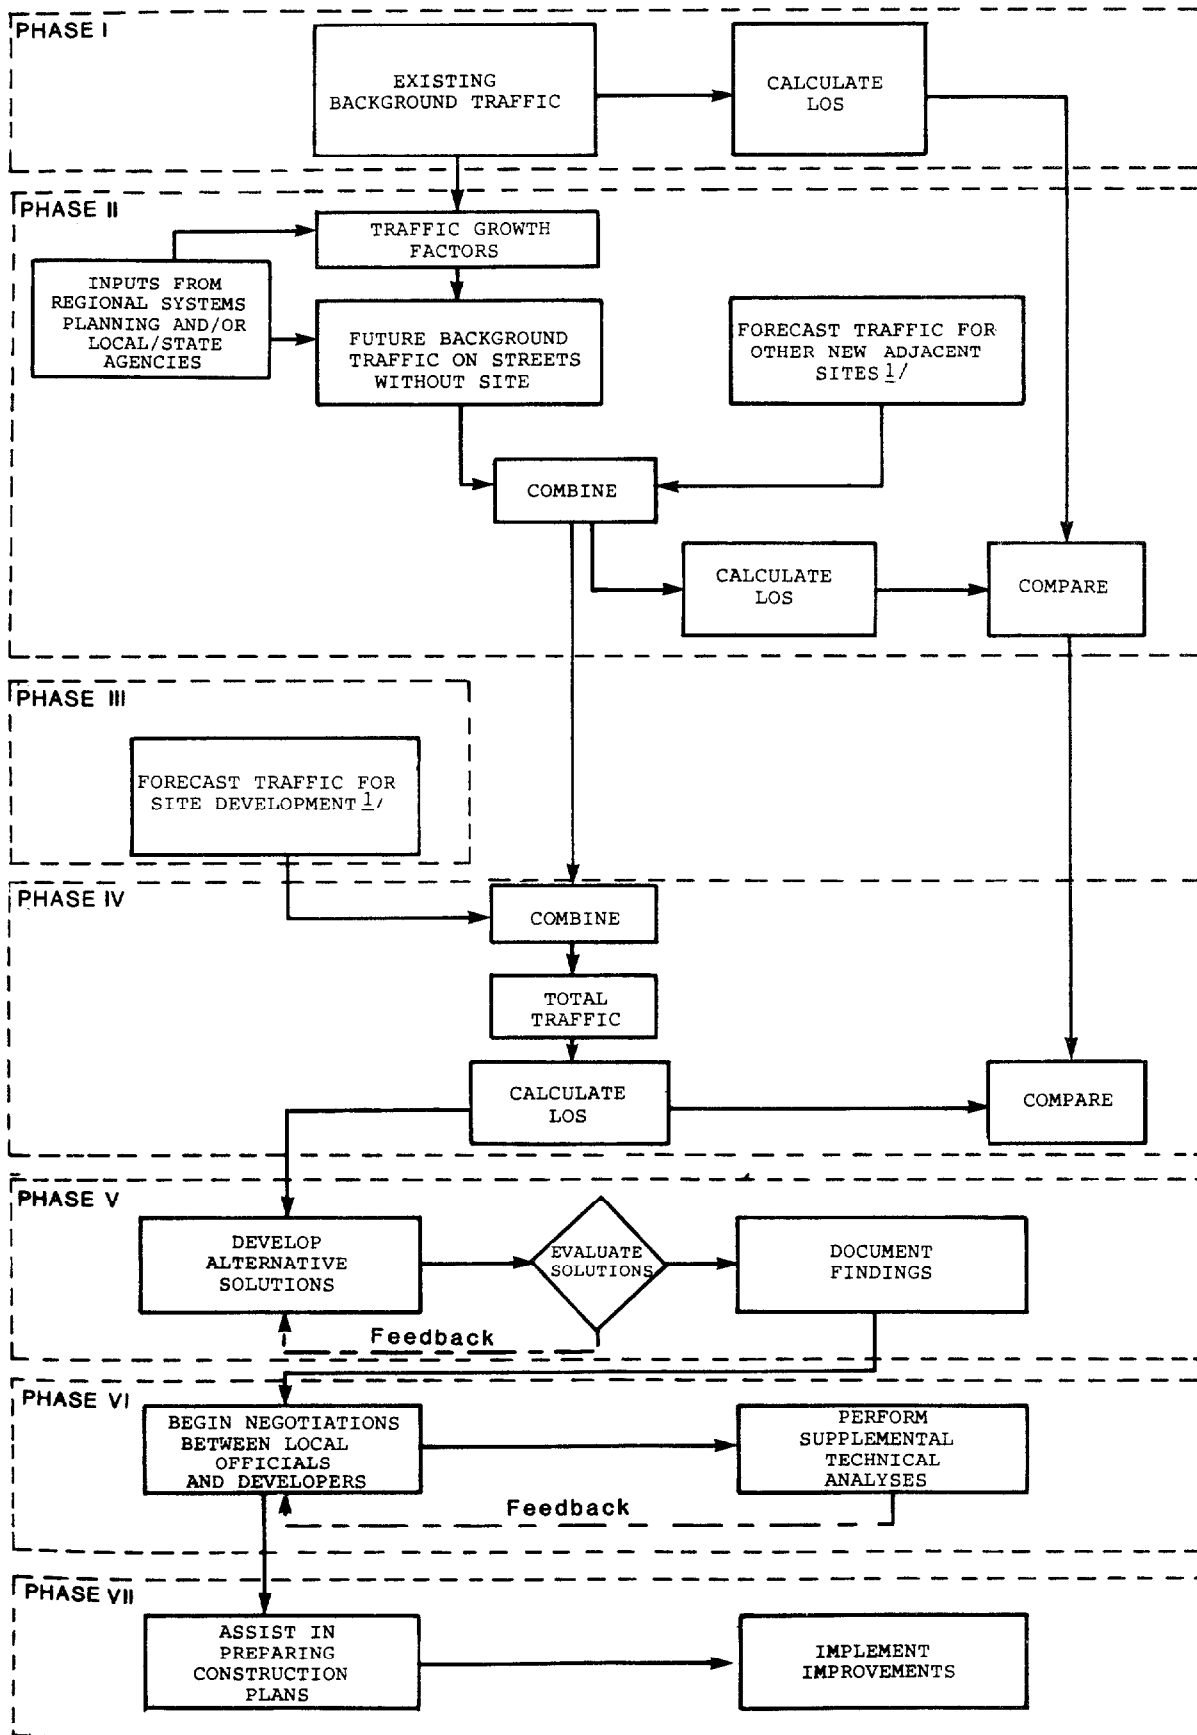 PHASE I
EXISTING
BACKGROUND TRAFFIC
CALCULATE
LOS
PHASE II
TRAFFIC GROWTH
FACTORS
INPUTS FROM
REGIONAL SYSTEMS
PLANNING AND/OR
LOCAL/STATE
AGENCIES
FUTURE BACKGROUND
TRAFFIC ON STREETS
WITHOUT SITE
FORECAST TRAFFIC FOR
OTHER NEW ADJACENT
SITES 1/
COMBINE
CALCULATE
LOS
COMPARE
PHASE III
FORECAST TRAFFIC FOR
SITE DEVELOPMENT 1/
PHASE IV
COMBINE
TOTAL
TRAFFIC
CALCULATE
LOS
COMPARE
PHASE V
DEVELOP
ALTERNATIVE
SOLUTIONS
EVALUATE
SOLUTIONS
DOCUMENT
FINDINGS
Feedback
PHASE VI
BEGIN NEGOTIATIONS
BETWEEN LOCAL
OFFICIALS
AND DEVELOPERS
PERFORM
SUPPLEMENTAL
TECHNICAL
ANALYSES
Feedback
PHASE VII
ASSIST IN
PREPARING
CONSTRUCTION
PLANS
IMPLEMENT
IMPROVEMENTS